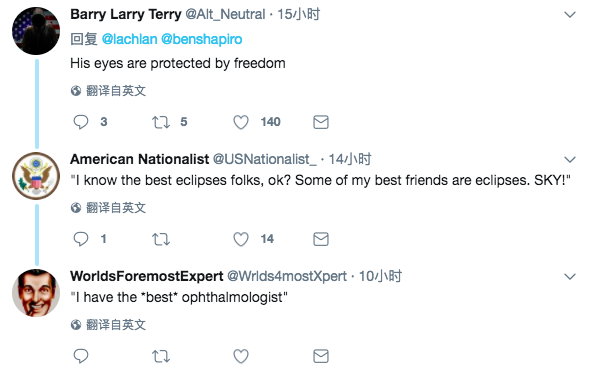 Barry Larry Terry @Alt_Neutral · 15小时
回复 @lachlan @benshapiro
His eyes are protected by freedom
翻译自英文
3 5 140
American Nationalist @USNationalist_ · 14小时
"I know the best eclipses folks, ok? Some of my best friends are eclipses. SKY!"
翻译自英文
1 14
WorldsForemostExpert @Wrlds4mostXpert · 10小时
"I have the *best* ophthalmologist"
翻译自英文